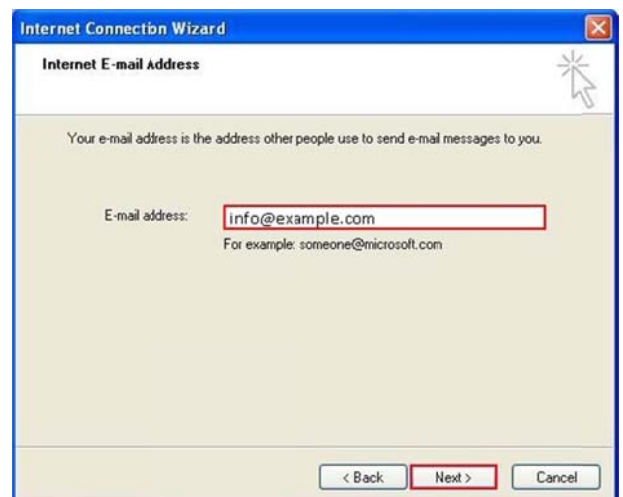 Internet Connection Wizard
Internet E-mail Address
Your e-mail address is the address other people use to send e-mail messages to you.
E-mail address:
info@example.com
For example: someone@microsoft.com
< Back
Next >
Cancel